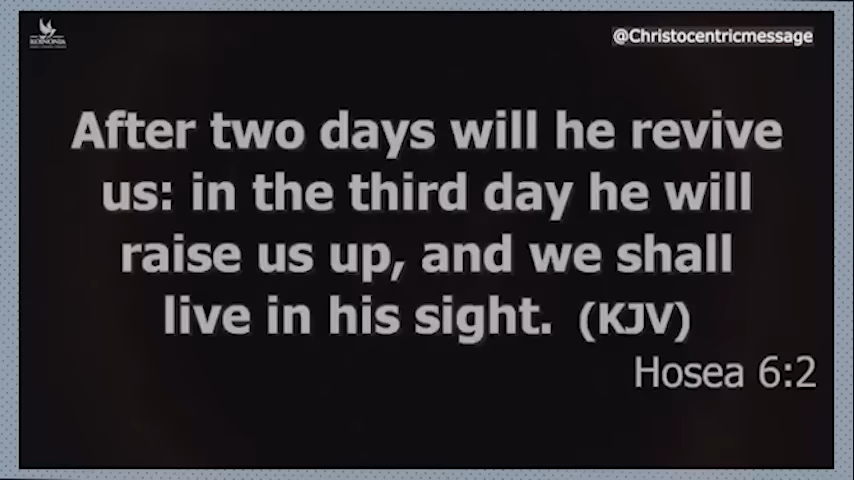 KOINONIA
@Christocentricmessage
After two days will he revive
us: in the third day he will
raise us up, and we shall
live in his sight. (KJV)
Hosea 6:2